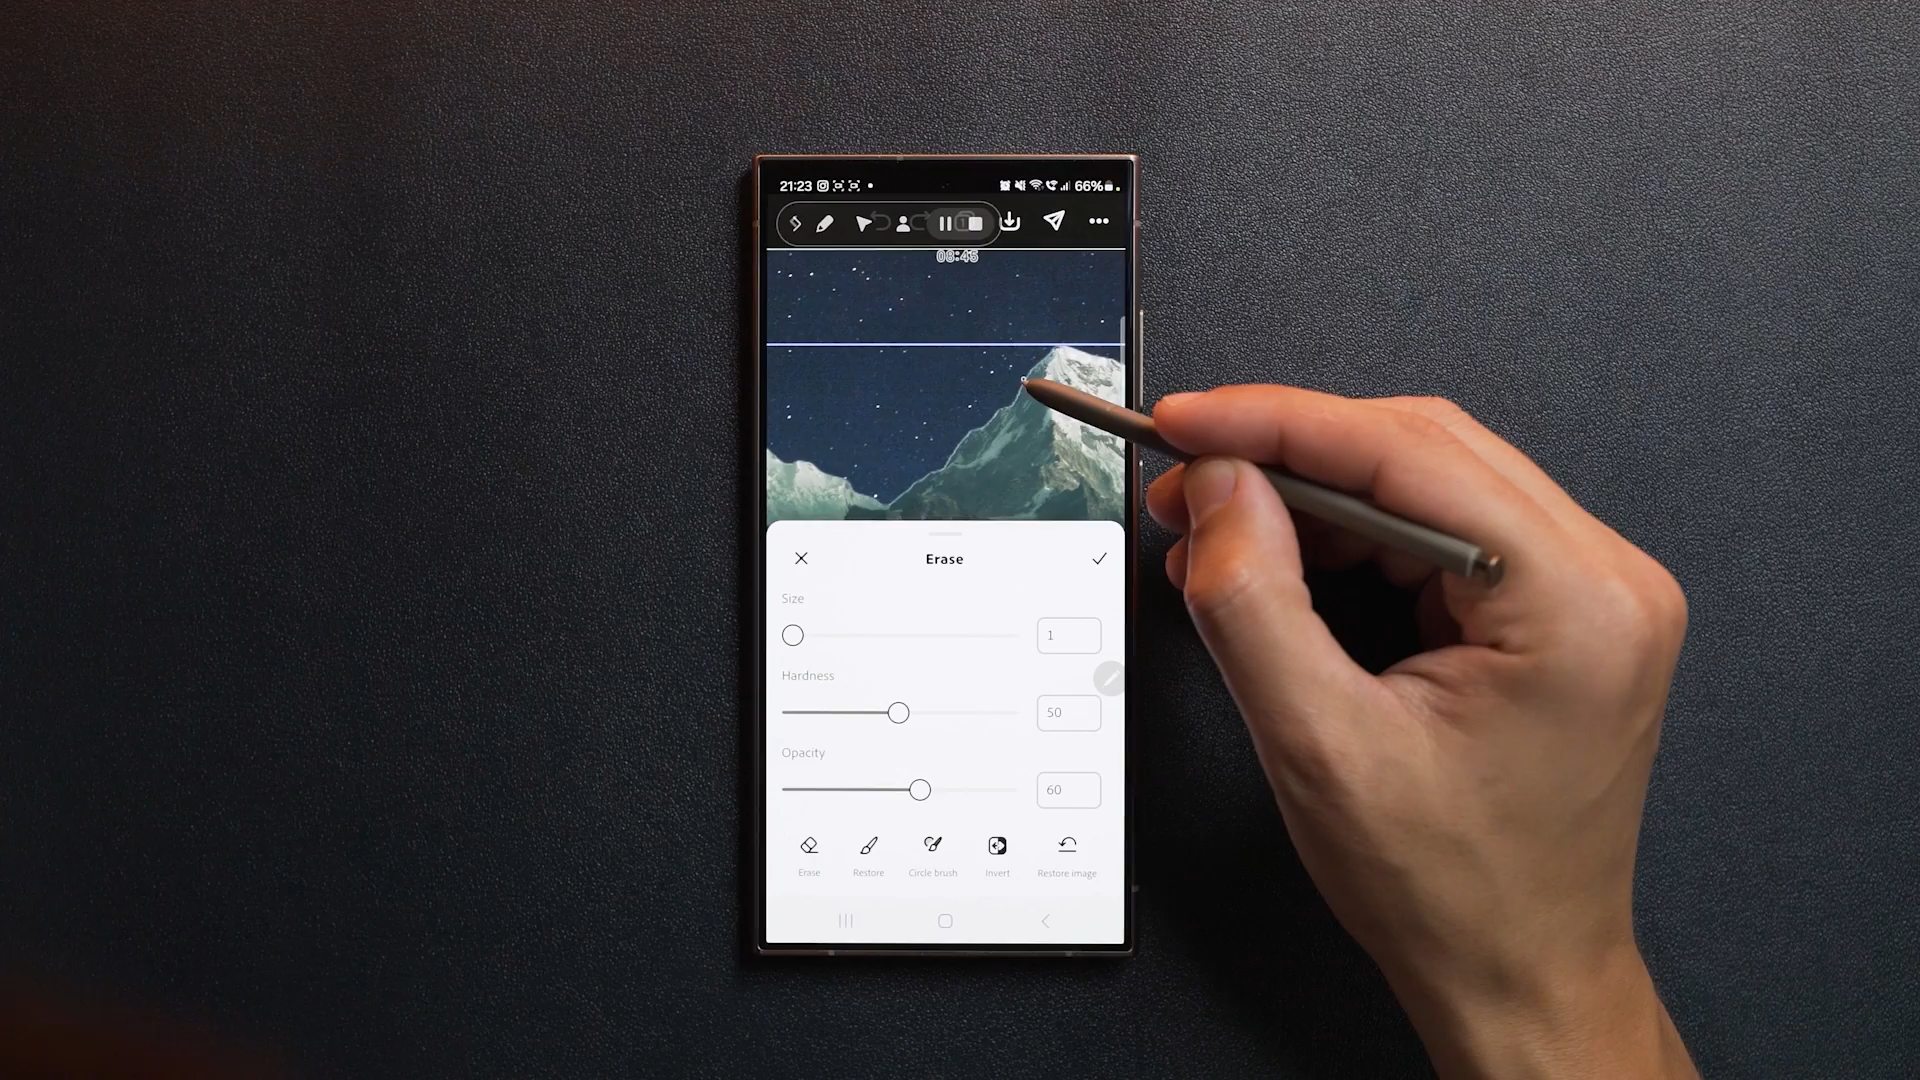 21:23 66%
08:45
Erase
Size
1
Hardness
50
Opacity
60
Erase Restore Circle brush Invert Restore image